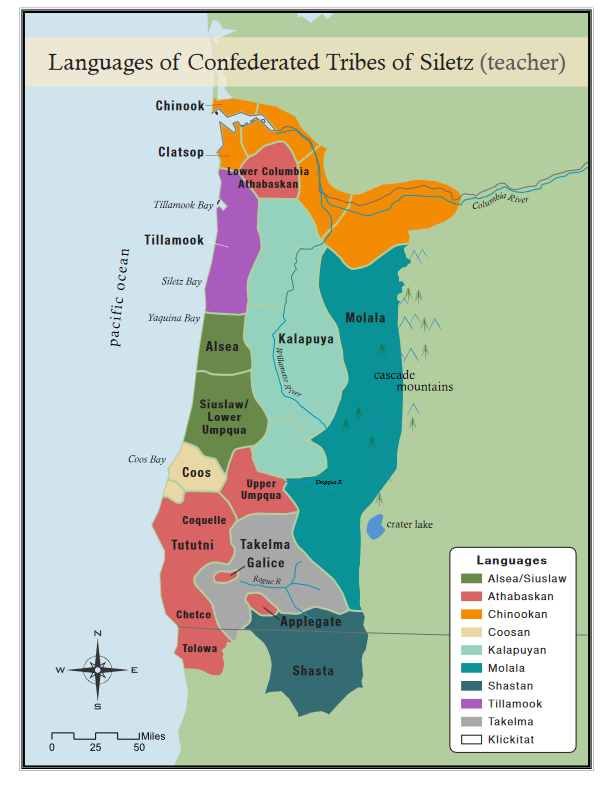 Languages of Confederated Tribes of Siletz (teacher)
Chinook
Clatsop
Lower Columbia
Athabaskan
Tillamook Bay
Columbia River
Tillamook
pacific ocean
Siletz Bay
Yaquina Bay
Molala
Alsea
Kalapuya
Willamette River
cascade
mountains
Siuslaw/
Lower
Umpqua
Coos Bay
Coos
Upper
Umpqua
Umpqua R
Coquelle
crater lake
Tututni
Takelma
Galice
Rogue R
Chetco
Applegate
Tolowa
Shasta
N
W
E
S
Miles
0 25 50
Languages
Alsea/Siuslaw
Athabaskan
Chinookan
Coosan
Kalapuyan
Molala
Shastan
Tillamook
Takelma
Klickitat